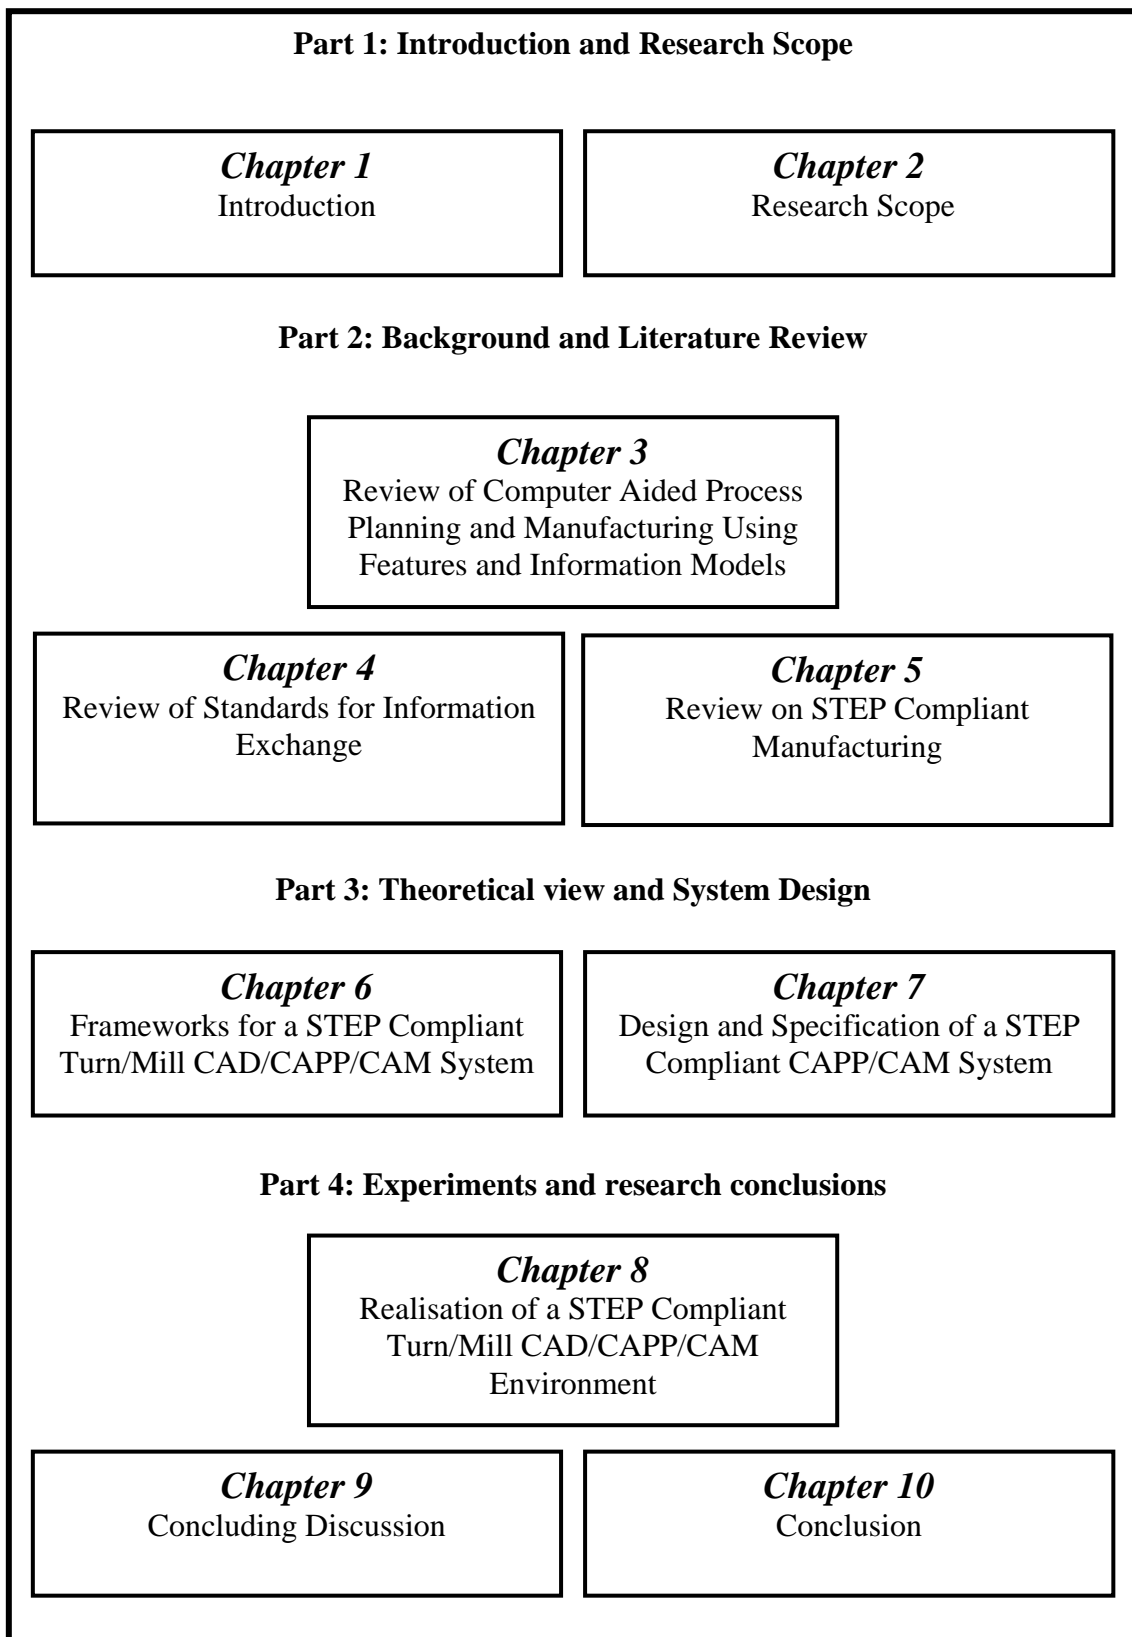 Part 1: Introduction and Research Scope
Chapter 1
Introduction
Chapter 2
Research Scope
Part 2: Background and Literature Review
Chapter 3
Review of Computer Aided Process
Planning and Manufacturing Using
Features and Information Models
Chapter 4
Review of Standards for Information
Exchange
Chapter 5
Review on STEP Compliant
Manufacturing
Part 3: Theoretical view and System Design
Chapter 6
Frameworks for a STEP Compliant
Turn/Mill CAD/CAPP/CAM System
Chapter 7
Design and Specification of a STEP
Compliant CAPP/CAM System
Part 4: Experiments and research conclusions
Chapter 8
Realisation of a STEP Compliant
Turn/Mill CAD/CAPP/CAM
Environment
Chapter 9
Concluding Discussion
Chapter 10
Conclusion